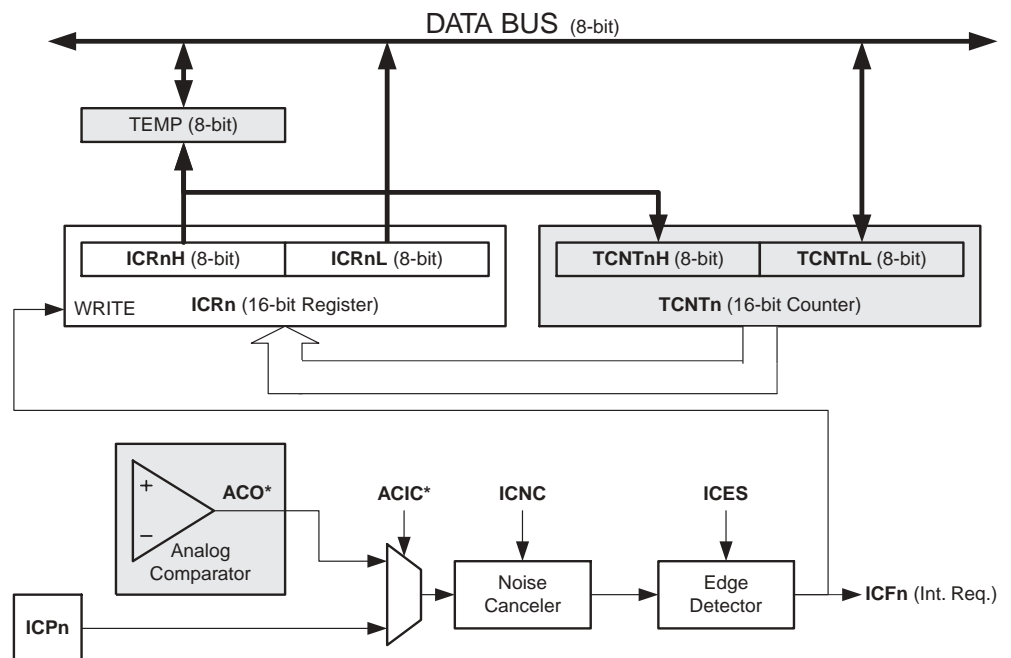 DATA BUS (8-bit)
TEMP (8-bit)
ICRnH (8-bit)
ICRnL (8-bit)
TCNTnH (8-bit)
TCNTnL (8-bit)
WRITE
ICRn (16-bit Register)
TCNTn (16-bit Counter)
+
−
ACO*
Analog
Comparator
ACIC*
ICNC
ICES
Noise
Canceler
Edge
Detector
ICFn (Int. Req.)
ICPn